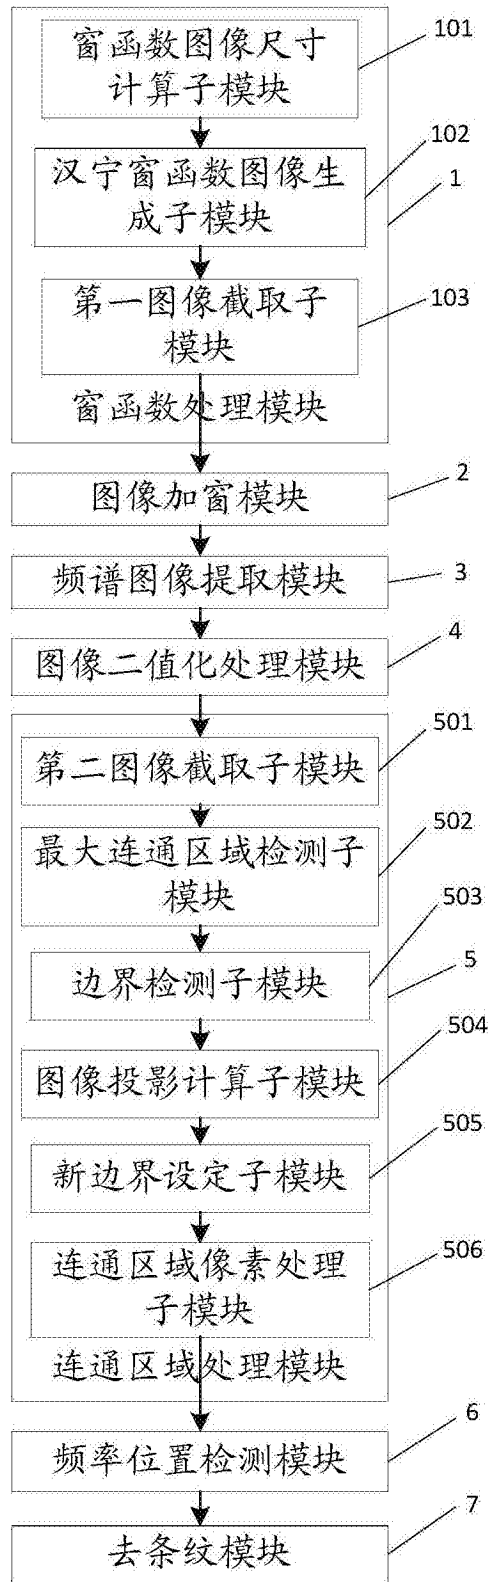 窗函数图像尺寸
计算子模块
101
汉宁窗函数图像生
成子模块
102
1
第一图像截取子
模块
103
窗函数处理模块
图像加窗模块
2
频谱图像提取模块
3
图像二值化处理模块
4
第二图像截取子模块
501
最大连通区域检测子
模块
502
边界检测子模块
503
5
图像投影计算子模块
504
新边界设定子模块
505
连通区域像素处理
子模块
506
连通区域处理模块
频率位置检测模块
6
去条纹模块
7